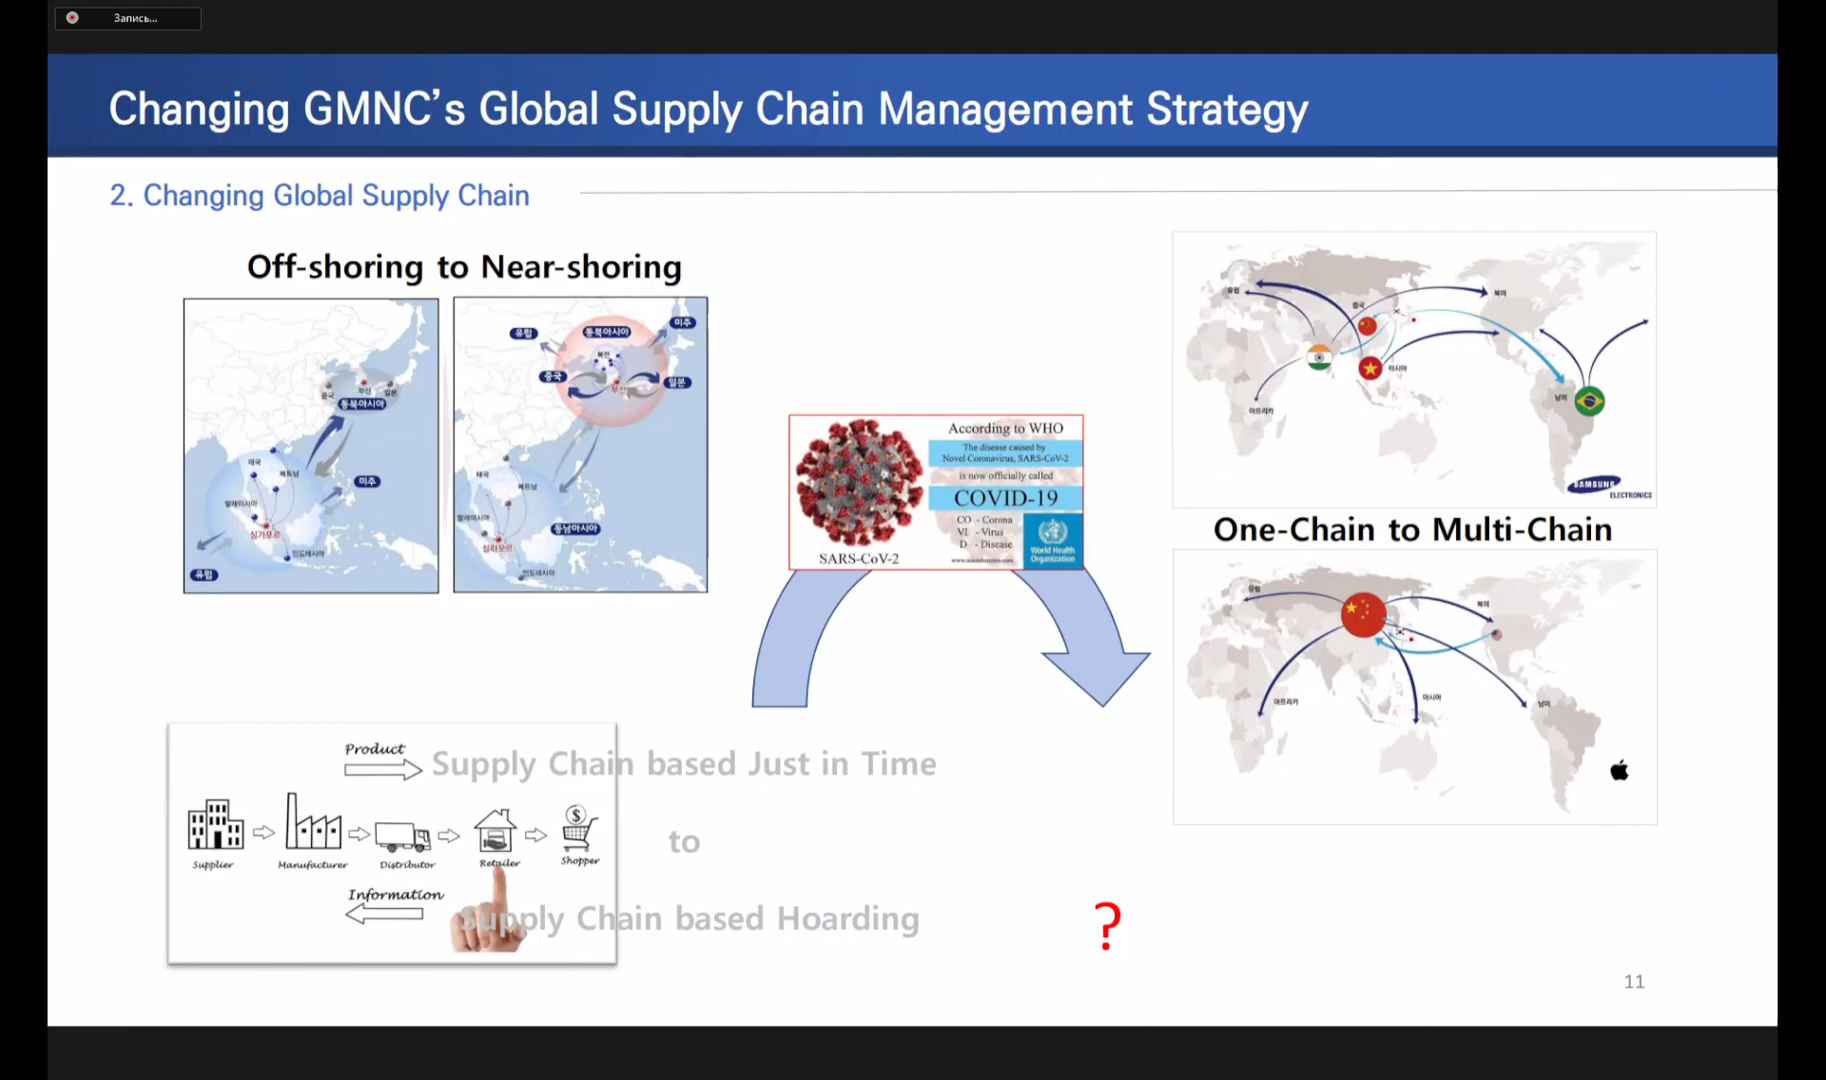 Запись...
Changing GMNC’s Global Supply Chain Management Strategy
2. Changing Global Supply Chain
Off-shoring to Near-shoring
중국
부산
일본
동북아시아
태국
베트남
미주
말레이시아
싱가포르
인도네시아
유럽
유럽
동북아시아
미주
북한
중국
부산
일본
태국
베트남
말레이시아
동남아시아
싱가포르
인도네시아
According to WHO
The disease caused by
Novel Coronavirus, SARS-CoV-2
is now officially called
COVID-19
CO - Corona
VI - Virus
D - Disease
World Health
Organization
SARS-CoV-2
유럽
중국
북미
아시아
아프리카
남미
SAMSUNG
ELECTRONICS
One-Chain to Multi-Chain
유럽
북미
아프리카
아시아
남미
Product
Supply Chain based Just in Time
to
Supplier
Manufacturer
Distributor
Retailer
Shopper
$
Information
Supply Chain based Hoarding
?
11